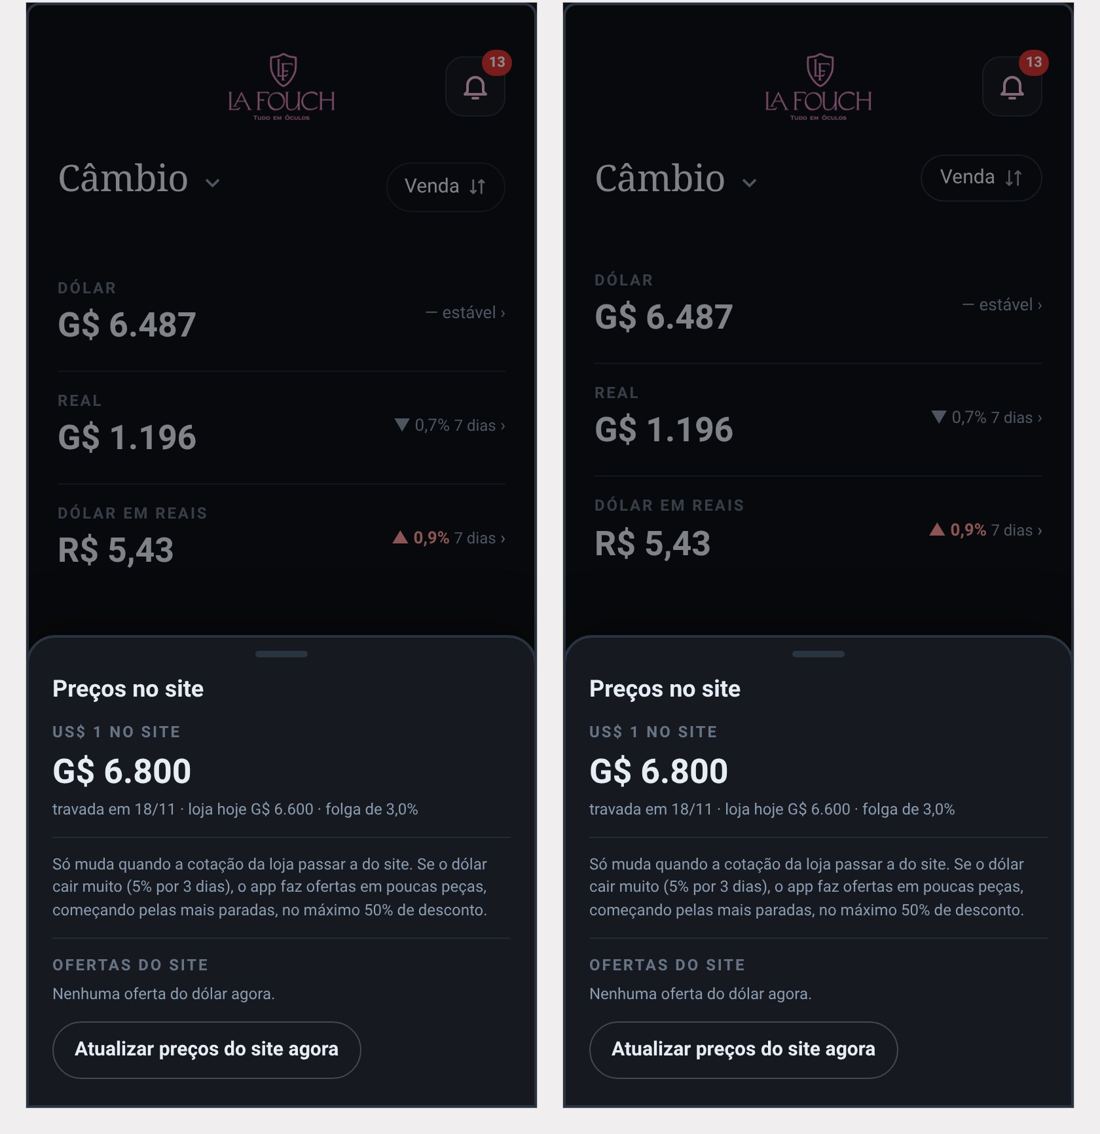 LF
LA FOUCH
Tudo em Óculos
13
Câmbio
Venda
DÓLAR
G$ 6.487
— estável ›
REAL
G$ 1.196
▼ 0,7% 7 dias ›
DÓLAR EM REAIS
R$ 5,43
▲ 0,9% 7 dias ›
Preços no site
US$ 1 NO SITE
G$ 6.800
travada em 18/11 · loja hoje G$ 6.600 · folga de 3,0%
Só muda quando a cotação da loja passar a do site. Se o dólar
cair muito (5% por 3 dias), o app faz ofertas em poucas peças,
começando pelas mais paradas, no máximo 50% de desconto.
OFERTAS DO SITE
Nenhuma oferta do dólar agora.
Atualizar preços do site agora
LF
LA FOUCH
Tudo em Óculos
13
Câmbio
Venda
DÓLAR
G$ 6.487
— estável ›
REAL
G$ 1.196
▼ 0,7% 7 dias ›
DÓLAR EM REAIS
R$ 5,43
▲ 0,9% 7 dias ›
Preços no site
US$ 1 NO SITE
G$ 6.800
travada em 18/11 · loja hoje G$ 6.600 · folga de 3,0%
Só muda quando a cotação da loja passar a do site. Se o dólar
cair muito (5% por 3 dias), o app faz ofertas em poucas peças,
começando pelas mais paradas, no máximo 50% de desconto.
OFERTAS DO SITE
Nenhuma oferta do dólar agora.
Atualizar preços do site agora